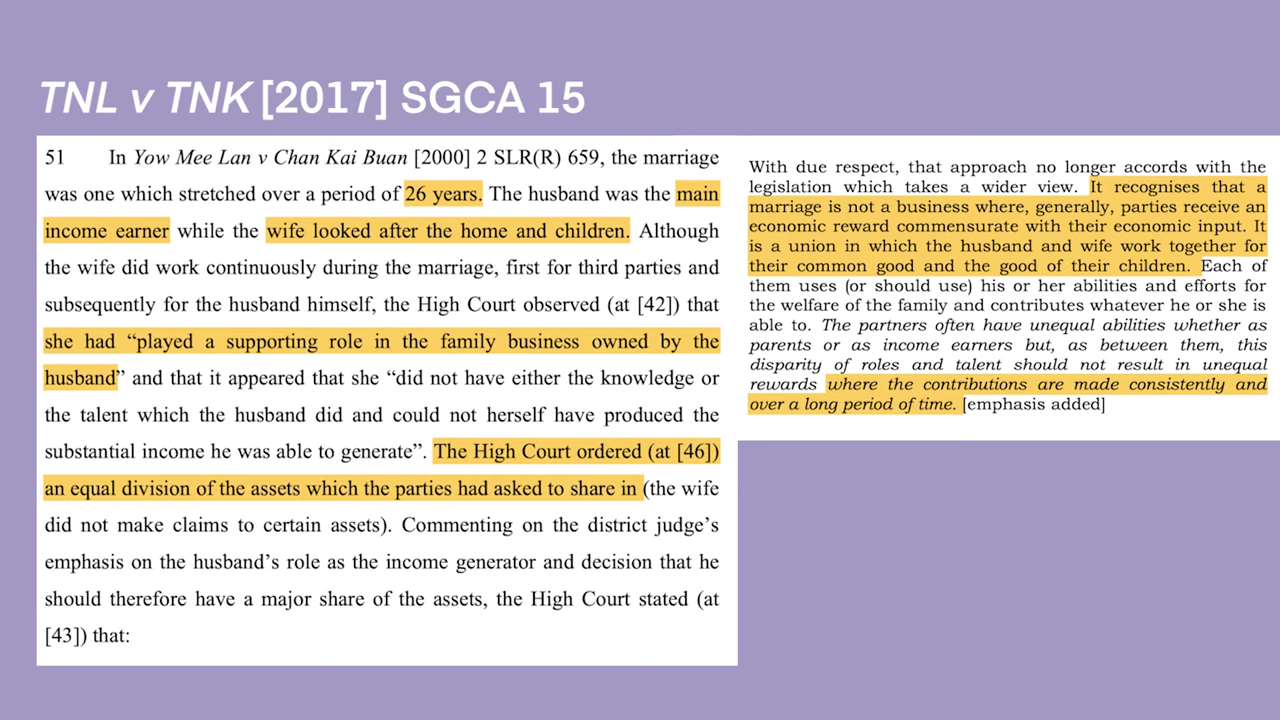 TNL v TNK [2017] SGCA 15
51 In Yow Mee Lan v Chan Kai Buan [2000] 2 SLR(R) 659, the marriage
was one which stretched over a period of 26 years. The husband was the main
income earner while the wife looked after the home and children. Although
the wife did work continuously during the marriage, first for third parties and
subsequently for the husband himself, the High Court observed (at [42]) that
she had “played a supporting role in the family business owned by the
husband” and that it appeared that she “did not have either the knowledge or
the talent which the husband did and could not herself have produced the
substantial income he was able to generate”. The High Court ordered (at [46])
an equal division of the assets which the parties had asked to share in (the wife
did not make claims to certain assets). Commenting on the district judge’s
emphasis on the husband’s role as the income generator and decision that he
should therefore have a major share of the assets, the High Court stated (at
[43]) that:
With due respect, that approach no longer accords with the
legislation which takes a wider view. It recognises that a
marriage is not a business where, generally, parties receive an
economic reward commensurate with their economic input. It
is a union in which the husband and wife work together for
their common good and the good of their children. Each of
them uses (or should use) his or her abilities and efforts for
the welfare of the family and contributes whatever he or she is
able to. The partners often have unequal abilities whether as
parents or as income earners but, as between them, this
disparity of roles and talent should not result in unequal
rewards where the contributions are made consistently and
over a long period of time. [emphasis added]